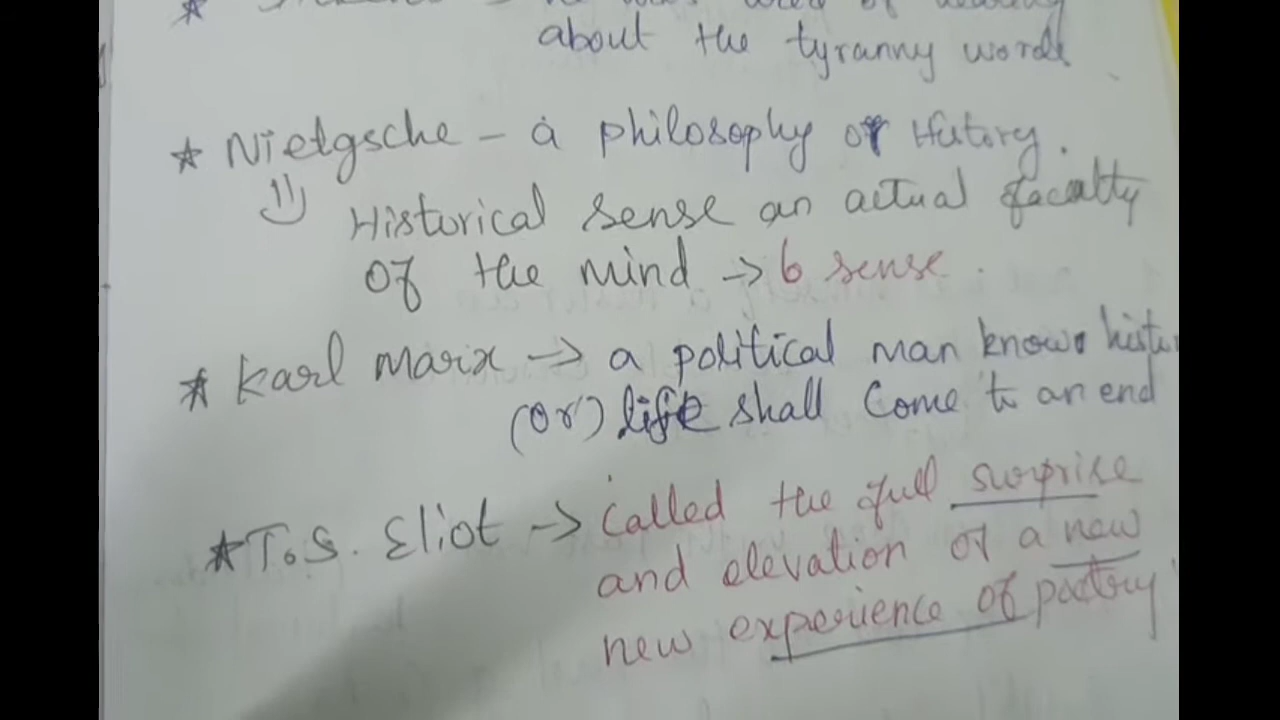 about the tyranny words
★ Nietgsche - a philosophy of History.
Historical sense an actual faculty
of the mind → 6 sense.
★ Karl Marx → a political man know
(or) life shall come to an end
★ T.S. Eliot → called the full surprise
and elevation of a new
new experience of poetry